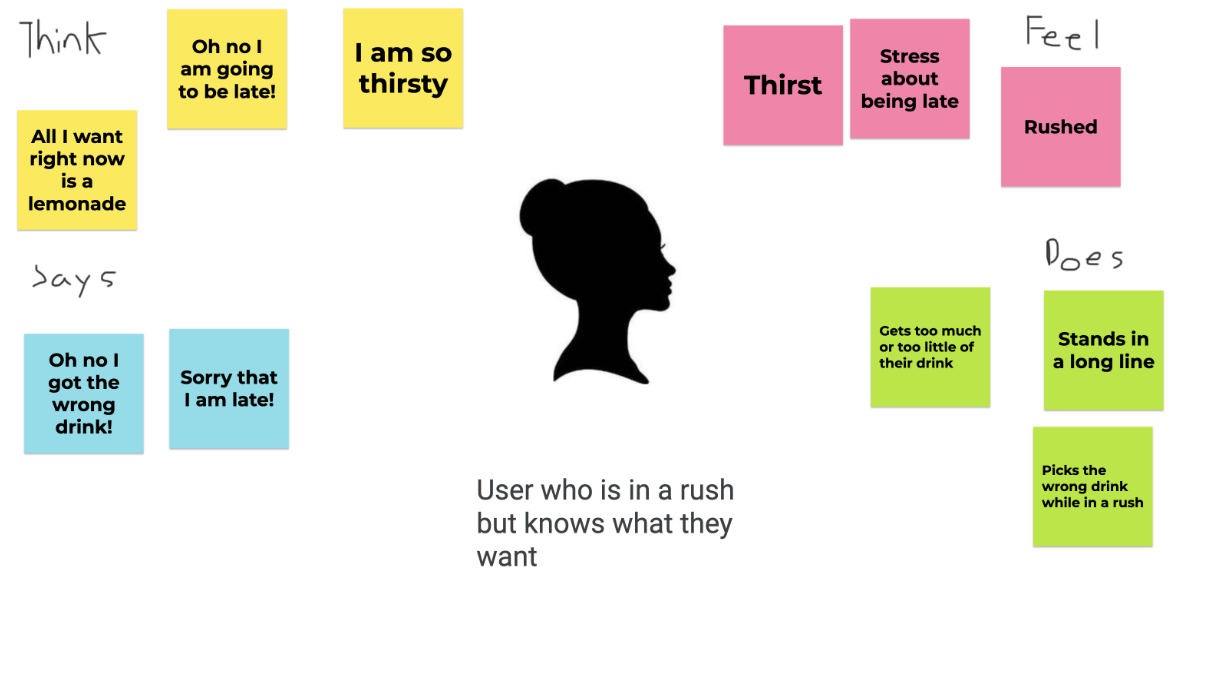 Think
Oh no I
am going
to be late!
I am so
thirsty
All I want
right now
is a
lemonade
Thirst
Stress
about
being late
Feel
Rushed
Says
Oh no I
got the
wrong
drink!
Sorry that
I am late!
Does
Gets too much
or too little of
their drink
Stands in
a long line
Picks the
wrong drink
while in a rush
User who is in a rush
but knows what they
want